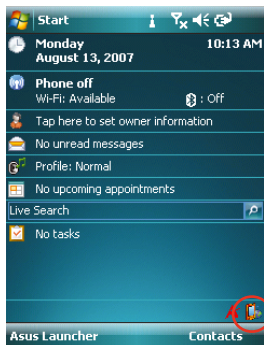 Start
Monday 10:13 AM
August 13, 2007
Phone off
Wi-Fi: Available : Off
Tap here to set owner information
No unread messages
Profile: Normal
No upcoming appointments
Live Search
No tasks
Asus Launcher Contacts